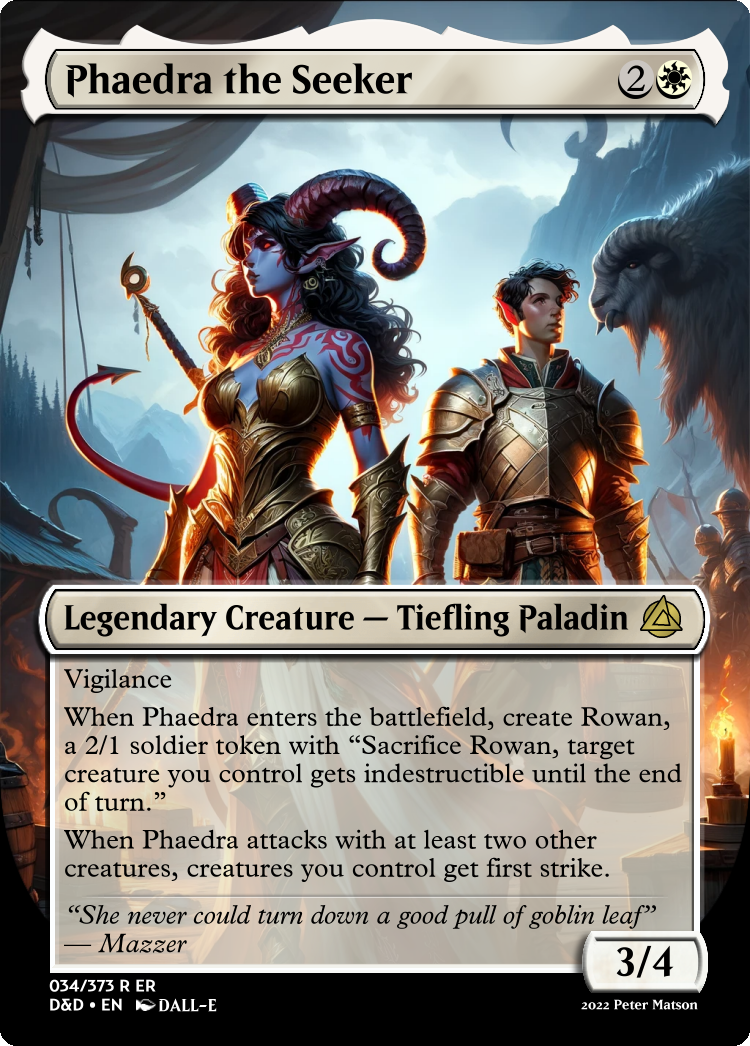 Phaedra the Seeker 2
Legendary Creature — Tiefling Paladin
Vigilance
When Phaedra enters the battlefield, create Rowan,
a 2/1 soldier token with “Sacrifice Rowan, target
creature you control gets indestructible until the end
of turn.”
When Phaedra attacks with at least two other
creatures, creatures you control get first strike.
“She never could turn down a good pull of goblin leaf”
— Mazzer
3/4
034/373 R ER
D&D • EN DALL-E
2022 Peter Matson